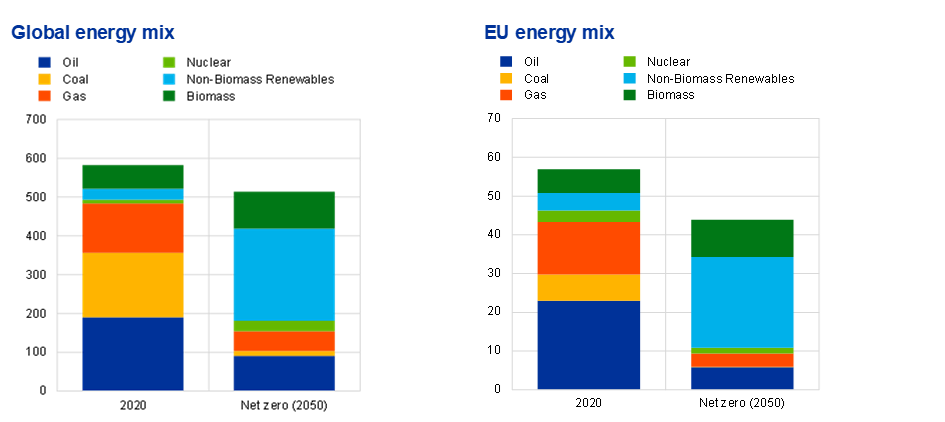 Global energy mix
Oil Nuclear
Coal Non-Biomass Renewables
Gas Biomass
700
600
500
400
300
200
100
0
2020 Net zero (2050)
EU energy mix
Oil Nuclear
Coal Non-Biomass Renewables
Gas Biomass
70
60
50
40
30
20
10
0
2020 Net zero (2050)